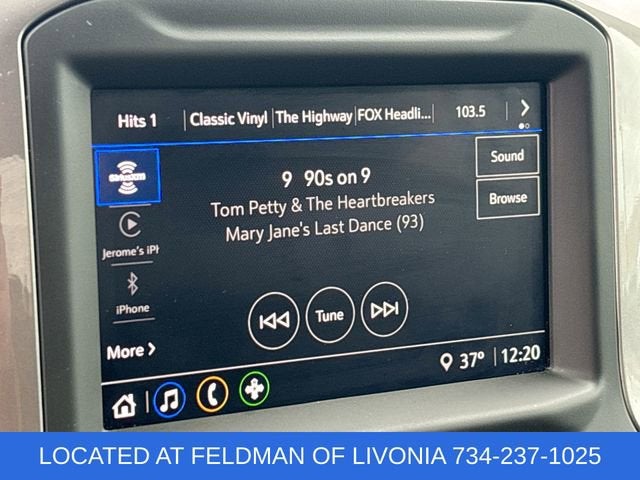 Hits 1 Classic Vinyl The Highway FOX Headli... 103.5
SiriusXM
Sound
9 90s on 9
Tom Petty & The Heartbreakers
Browse
Mary Jane's Last Dance (93)
Jerome's iPh
iPhone
Tune
More
37° 12:20
LOCATED AT FELDMAN OF LIVONIA 734-237-1025